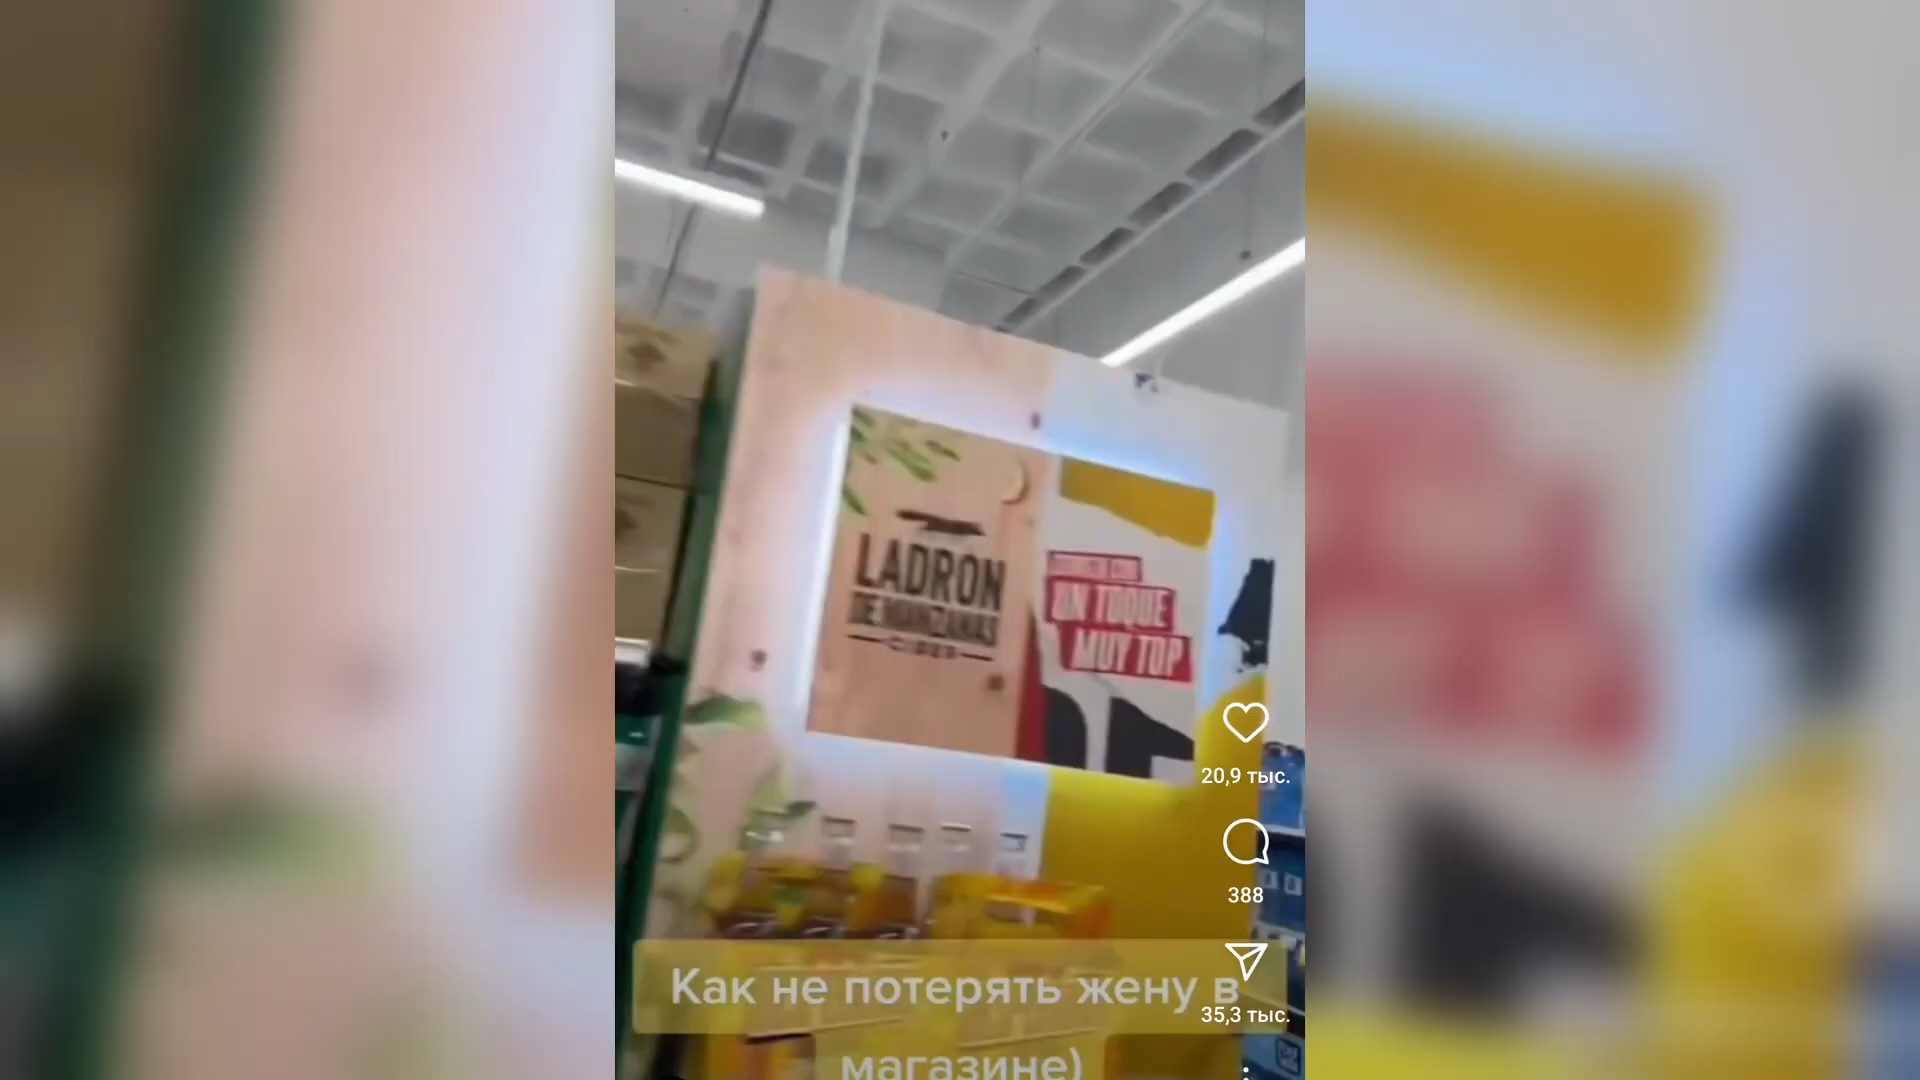 LADRON
DE MANZANAS
CIDER
UN TOQUE
MUY TOP
20,9 тыс.
388
Как не потерять жену в
35,3 тыс.
магазине)